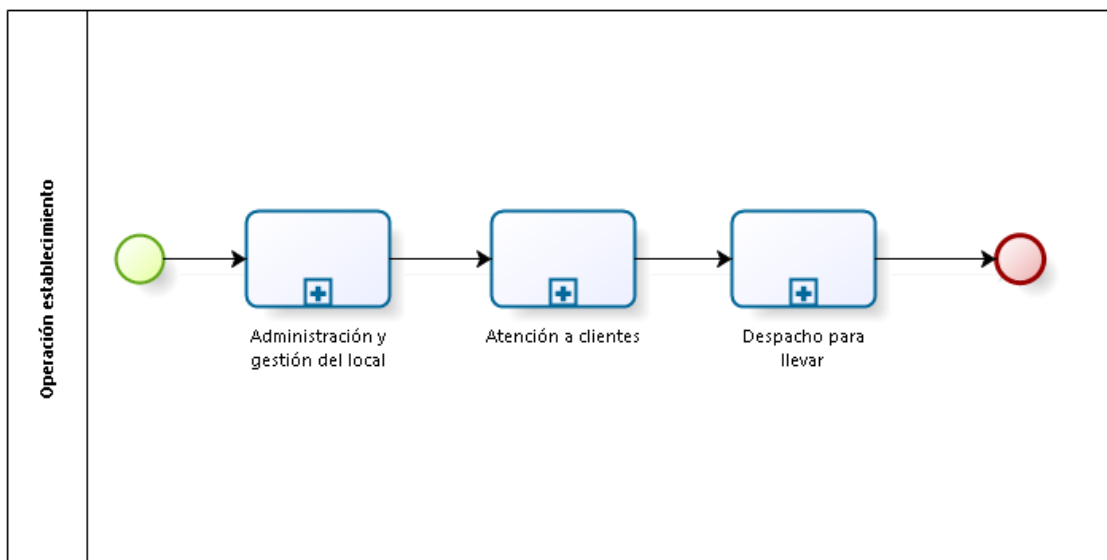 Operación establecimiento
Administración y
gestión del local
Atención a clientes
Despacho para
llevar